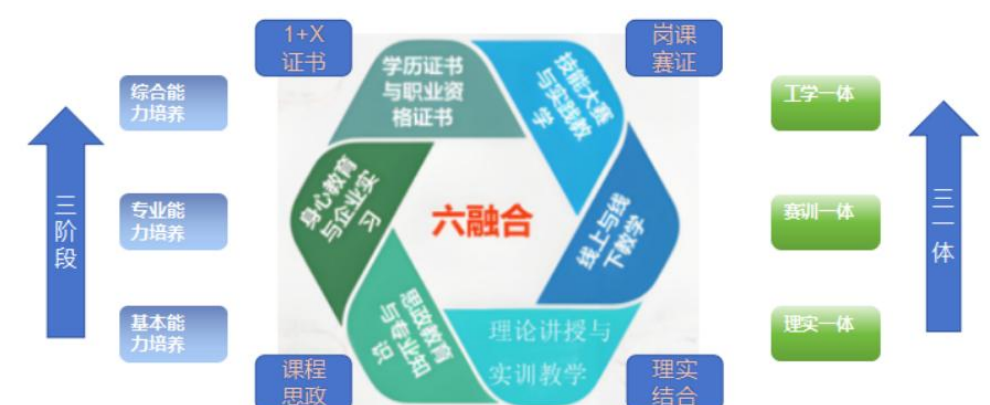 三阶段
综合能
力培养
专业能
力培养
基本能
力培养
1+X
证书
岗课
赛证
课程
思政
理实
结合
六融合
学历证书
与职业资
格证书
技能大赛
与实践教
学
线上与线
下教学
理论讲授与
实训教学
思政教育
与专业知
识
身心教育
与企业实
习
工学一体
赛训一体
理实一体
三一体